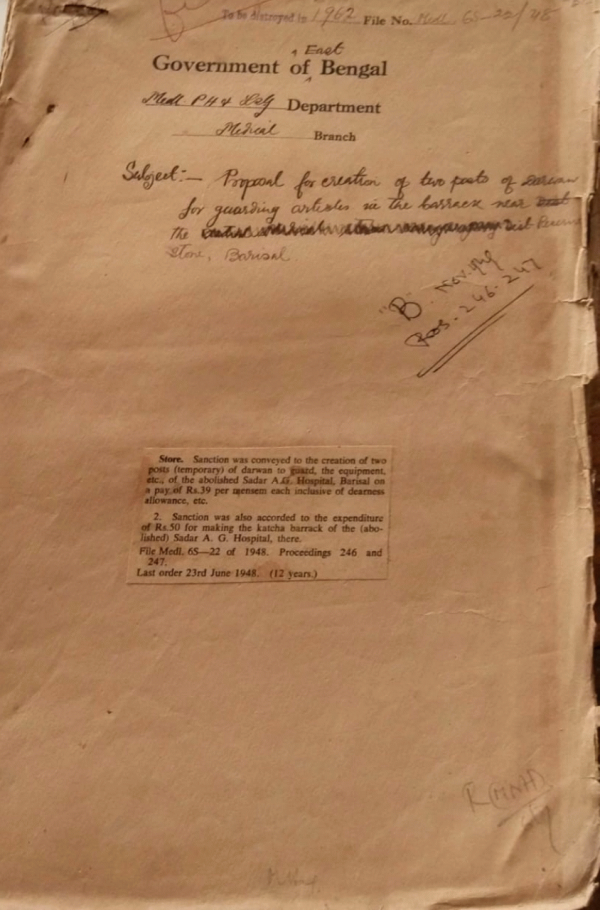 To be destroyed in 1962 File No. Medl. 6S-22/48
East
Government of Bengal
Medl. P.H & LSG Department
Medical Branch
Subject:— Proposal for creation of two posts of Darwan
for guarding articles in the barrack near
the Dist Reserve
Store, Barisal.
"B" Nov. 49
Pros. 246-247
Store. Sanction was conveyed to the creation of two
posts (temporary) of darwan to guard, the equipment,
etc., of the abolished Sadar A.G. Hospital, Barisal on
a pay of Rs.39 per mensem each inclusive of dearness
allowance, etc.
2. Sanction was also accorded to the expenditure
of Rs.50 for making the katcha barrack of the (abo-
lished) Sadar A. G. Hospital, there.
File Medl. 6S—22 of 1948. Proceedings 246 and
247.
Last order 23rd June 1948. (12 years.)